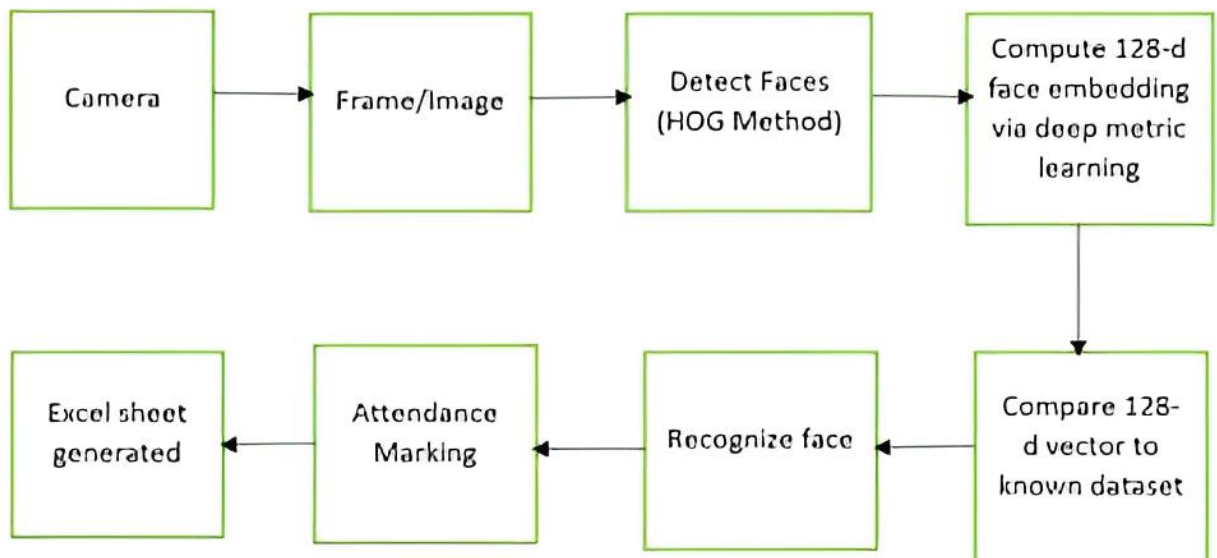 Camera
Frame/Image
Detect Faces
(HOG Method)
Compute 128-d
face embedding
via deep metric
learning
Compare 128-
d vector to
known dataset
Recognize face
Attendance
Marking
Excel sheet
generated